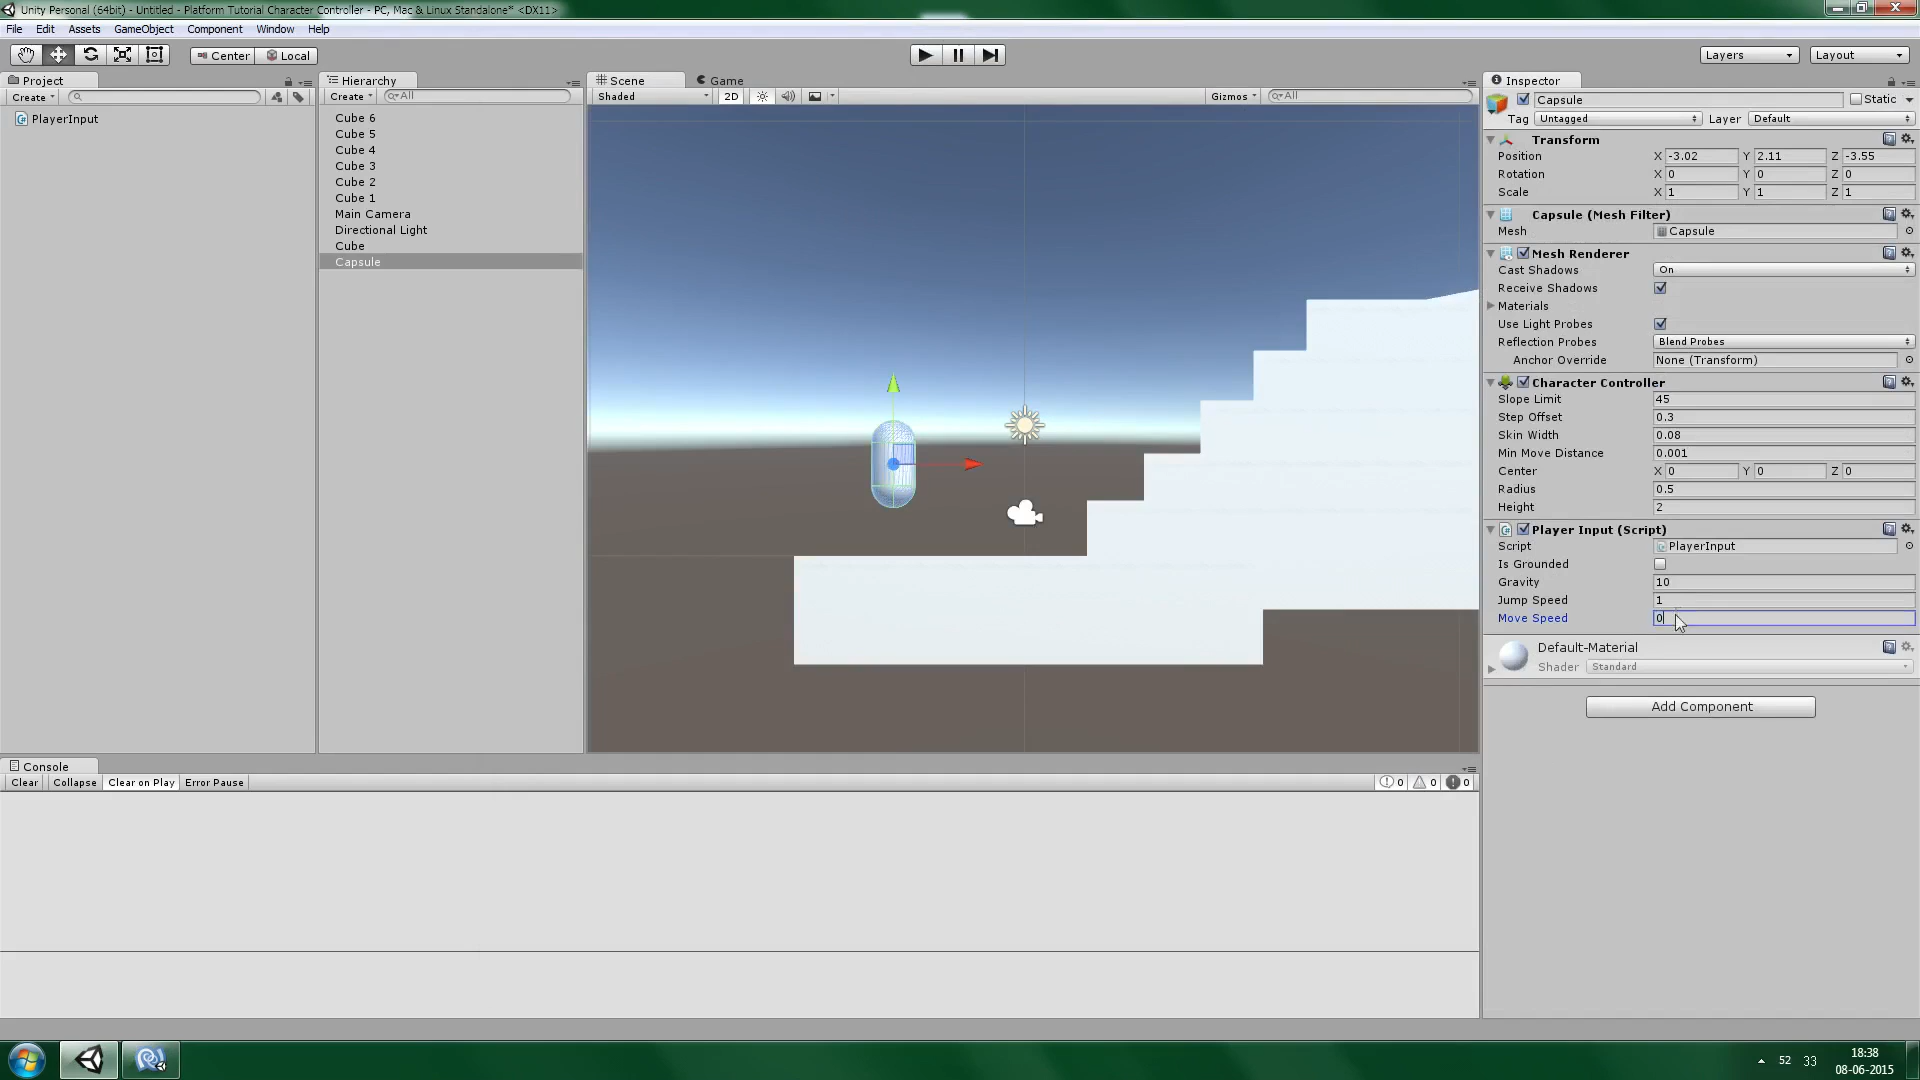 Unity Personal (64bit) - Untitled - Platform Tutorial Character Controller - PC, Mac & Linux Standalone* <DX11>
File Edit Assets GameObject Component Window Help
Center Local Layers Layout
Project Hierarchy Scene Game Inspector
Create Create All Shaded 2D Gizmos All
PlayerInput
Cube 6
Cube 5
Cube 4
Cube 3
Cube 2
Cube 1
Main Camera
Directional Light
Cube
Capsule
Capsule Static
Tag Untagged Layer Default
Transform
Position X -3.02 Y 2.11 Z -3.55
Rotation X 0 Y 0 Z 0
Scale X 1 Y 1 Z 1
Capsule (Mesh Filter)
Mesh Capsule
Mesh Renderer
Cast Shadows On
Receive Shadows
Materials
Use Light Probes
Reflection Probes Blend Probes
Anchor Override None (Transform)
Character Controller
Slope Limit 45
Step Offset 0.3
Skin Width 0.08
Min Move Distance 0.001
Center X 0 Y 0 Z 0
Radius 0.5
Height 2
Player Input (Script)
Script PlayerInput
Is Grounded
Gravity 10
Jump Speed 1
Move Speed 0
Default-Material
Shader Standard
Add Component
Console
Clear Collapse Clear on Play Error Pause 0 0 0
52 33 18:38
08-06-2015